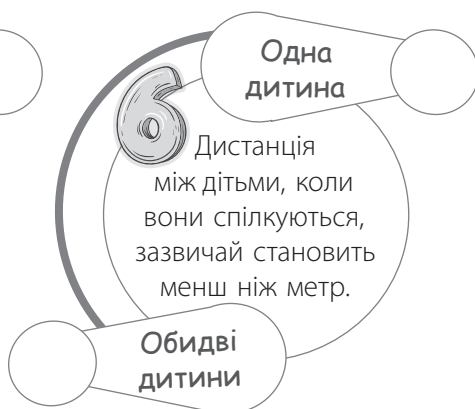 Одна
дитина
6
Дистанція
між дітьми, коли
вони спілкуються,
зазвичай становить
менш ніж метр.
Обидві
дитини